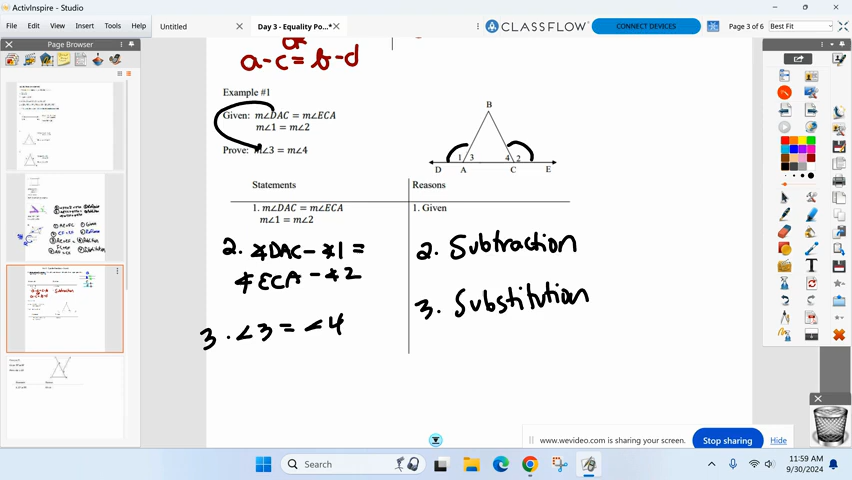 ActivInspire - Studio
File Edit View Insert Tools Help
Untitled
Day 3 - Equality Po...*
CLASSFLOW
CONNECT DEVICES
Page 3 of 6
Best Fit
Page Browser
a-c = b-d
Example #1
Given: m∠DAC = m∠ECA
m∠1 = m∠2
Prove: m∠3 = m∠4
B
1 3 4 2
D A C E
Statements Reasons
1. m∠DAC = m∠ECA 1. Given
m∠1 = m∠2
2. ∡DAC - ∡1 = 2. Subtraction
∡ECA - ∡2
3. Substitution
3. ∠3 = ∠4
www.wevideo.com is sharing your screen.
Stop sharing
Hide
Search
11:59 AM
9/30/2024